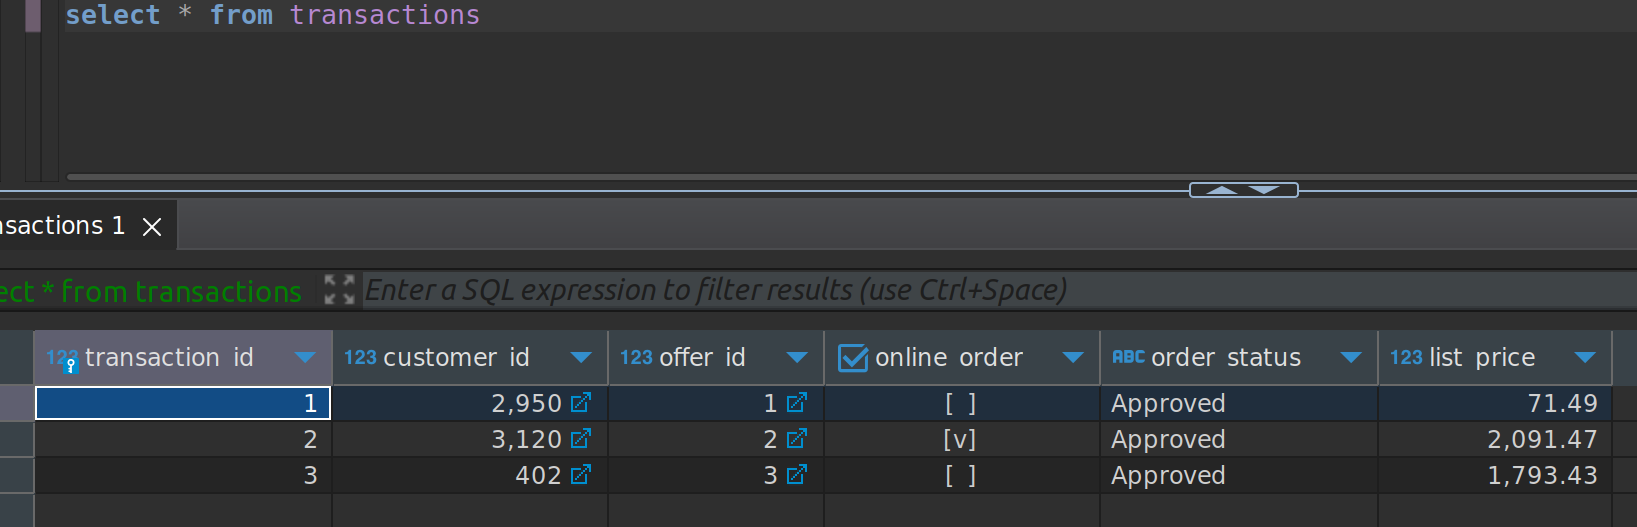 select * from transactions
nsactions 1
ect * from transactions Enter a SQL expression to filter results (use Ctrl+Space)
123 transaction_id 123 customer_id 123 offer_id online_order ABC order_status 123 list_price
1 2,950 1 [ ] Approved 71.49
2 3,120 2 [v] Approved 2,091.47
3 402 3 [ ] Approved 1,793.43